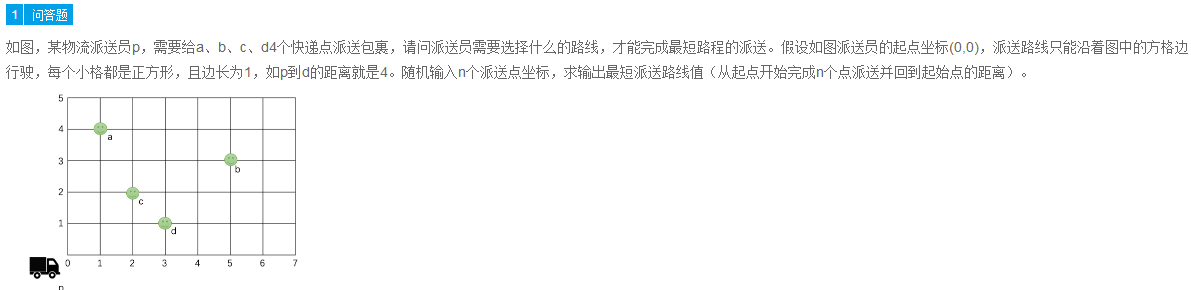 1 问答题
如图，某物流派送员p，需要给a、b、c、d4个快递点派送包裹，请问派送员需要选择什么的路线，才能完成最短路程的派送。假设如图派送员的起点坐标(0,0)，派送路线只能沿着图中的方格边
行驶，每个小格都是正方形，且边长为1，如p到d的距离就是4。随机输入n个派送点坐标，求输出最短派送路线值（从起点开始完成n个点派送并回到起始点的距离）。
5
4
a
3
b
2
c
1
d
0 1 2 3 4 5 6 7
p